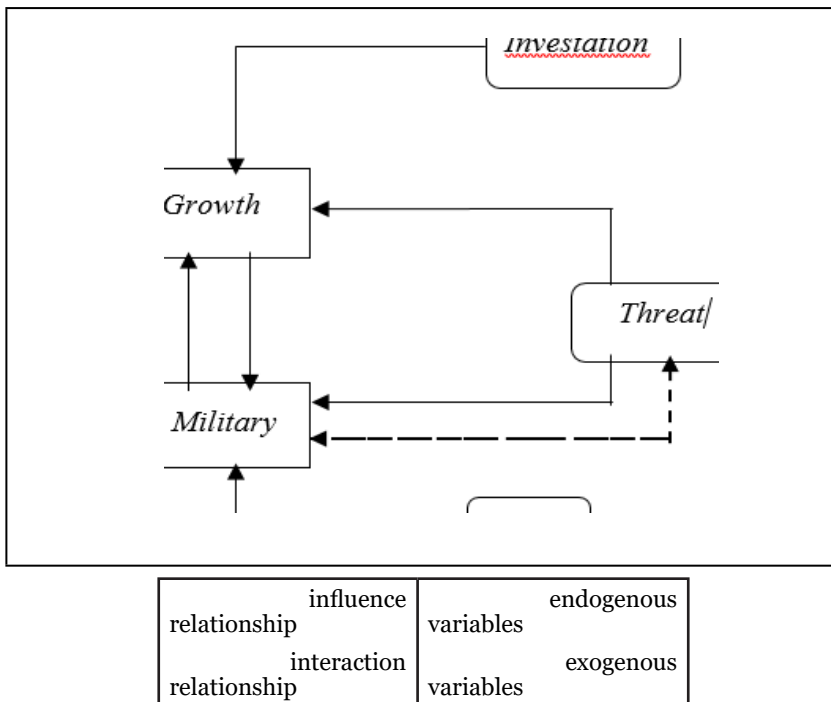 Investation
Growth
Threat
Military
influence
relationship
endogenous
variables
interaction
relationship
exogenous
variables